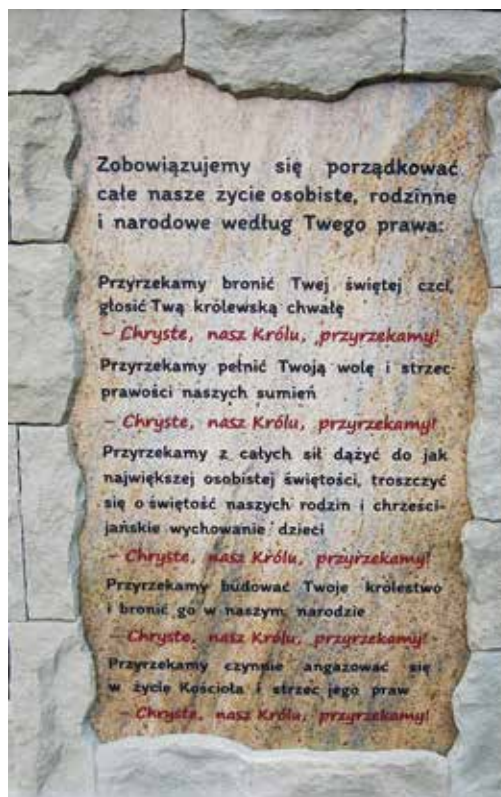 Zobowiązujemy się porządkować
całe nasze życie osobiste, rodzinne
i narodowe według Twego prawa:
Przyrzekamy bronić Twej świętej czci,
głosić Twą królewską chwałę
– Chryste, nasz Królu, przyrzekamy!
Przyrzekamy pełnić Twoją wolę i strzec
prawości naszych sumień
– Chryste, nasz Królu, przyrzekamy!
Przyrzekamy z całych sił dążyć do jak
największej osobistej świętości, troszczyć
się o świętość naszych rodzin i chrześci-
jańskie wychowanie dzieci
– Chryste, nasz Królu, przyrzekamy!
Przyrzekamy budować Twoje królestwo
i bronić go w naszym narodzie
– Chryste, nasz Królu, przyrzekamy!
Przyrzekamy czynnie angażować się
w życie Kościoła i strzec jego praw
– Chryste, nasz Królu, przyrzekamy!